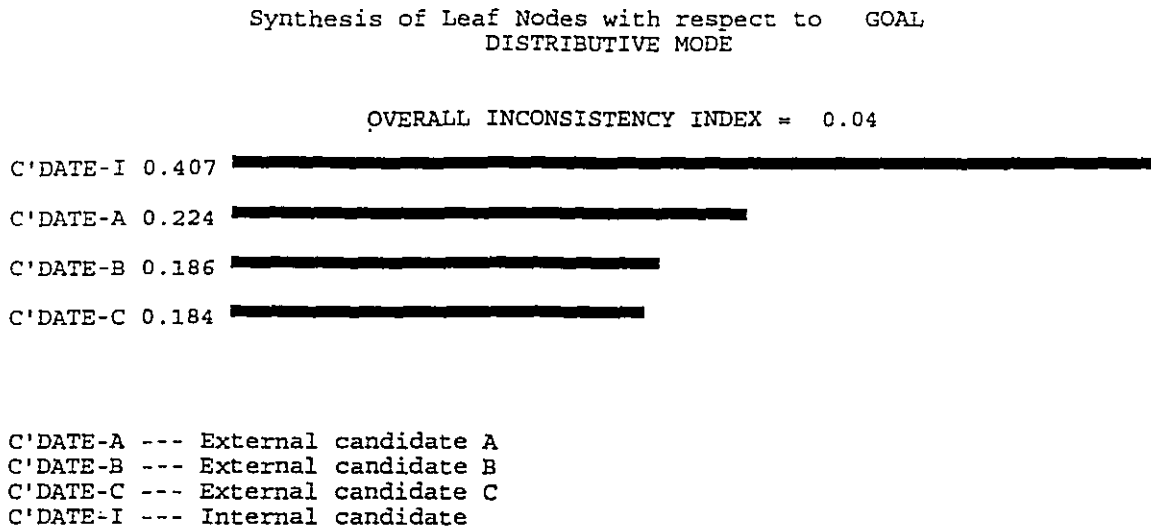 Synthesis of Leaf Nodes with respect to GOAL
DISTRIBUTIVE MODE
OVERALL INCONSISTENCY INDEX = 0.04
C'DATE-I 0.407
C'DATE-A 0.224
C'DATE-B 0.186
C'DATE-C 0.184
C'DATE-A --- External candidate A
C'DATE-B --- External candidate B
C'DATE-C --- External candidate C
C'DATE-I --- Internal candidate